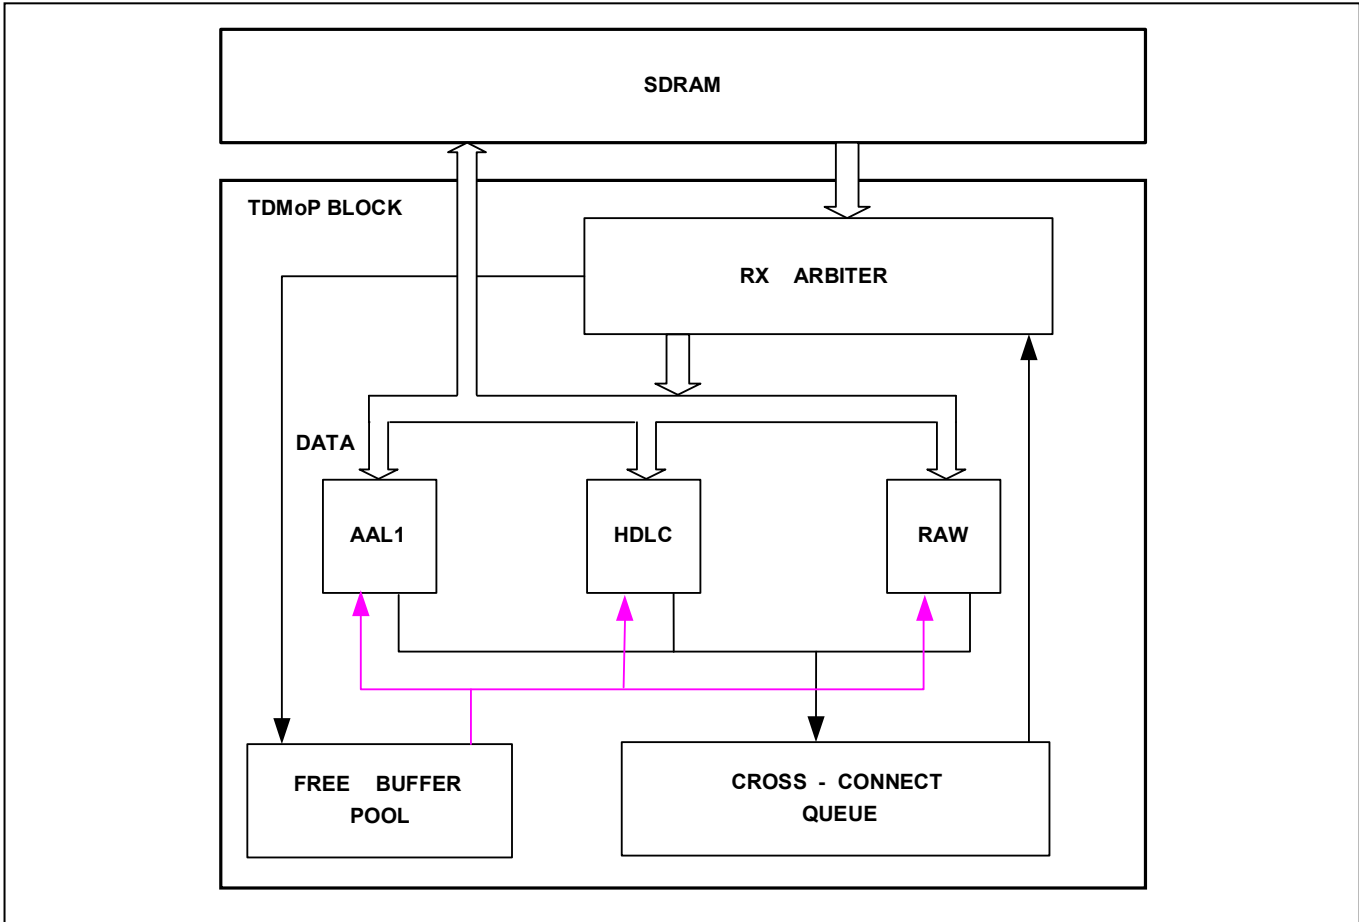 SDRAM
TDMoP BLOCK
RX ARBITER
DATA
AAL1
HDLC
RAW
FREE BUFFER
POOL
CROSS - CONNECT
QUEUE